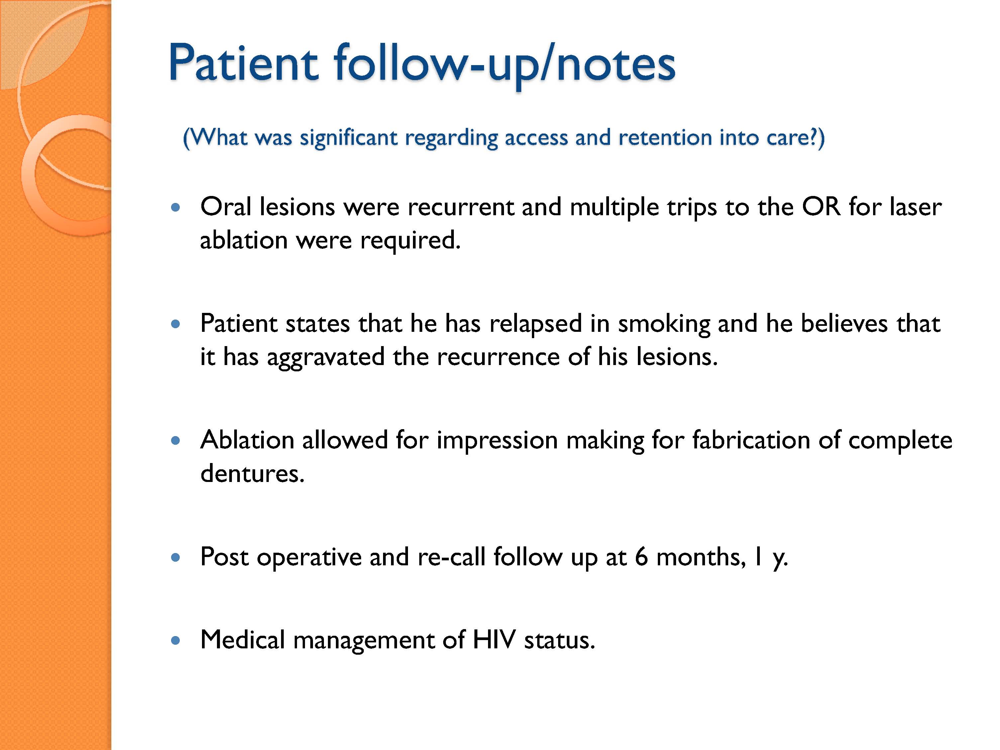 Patient follow-up/notes
(What was significant regarding access and retention into care?)
• Oral lesions were recurrent and multiple trips to the OR for laser
ablation were required.
• Patient states that he has relapsed in smoking and he believes that
it has aggravated the recurrence of his lesions.
• Ablation allowed for impression making for fabrication of complete
dentures.
• Post operative and re-call follow up at 6 months, 1 y.
• Medical management of HIV status.